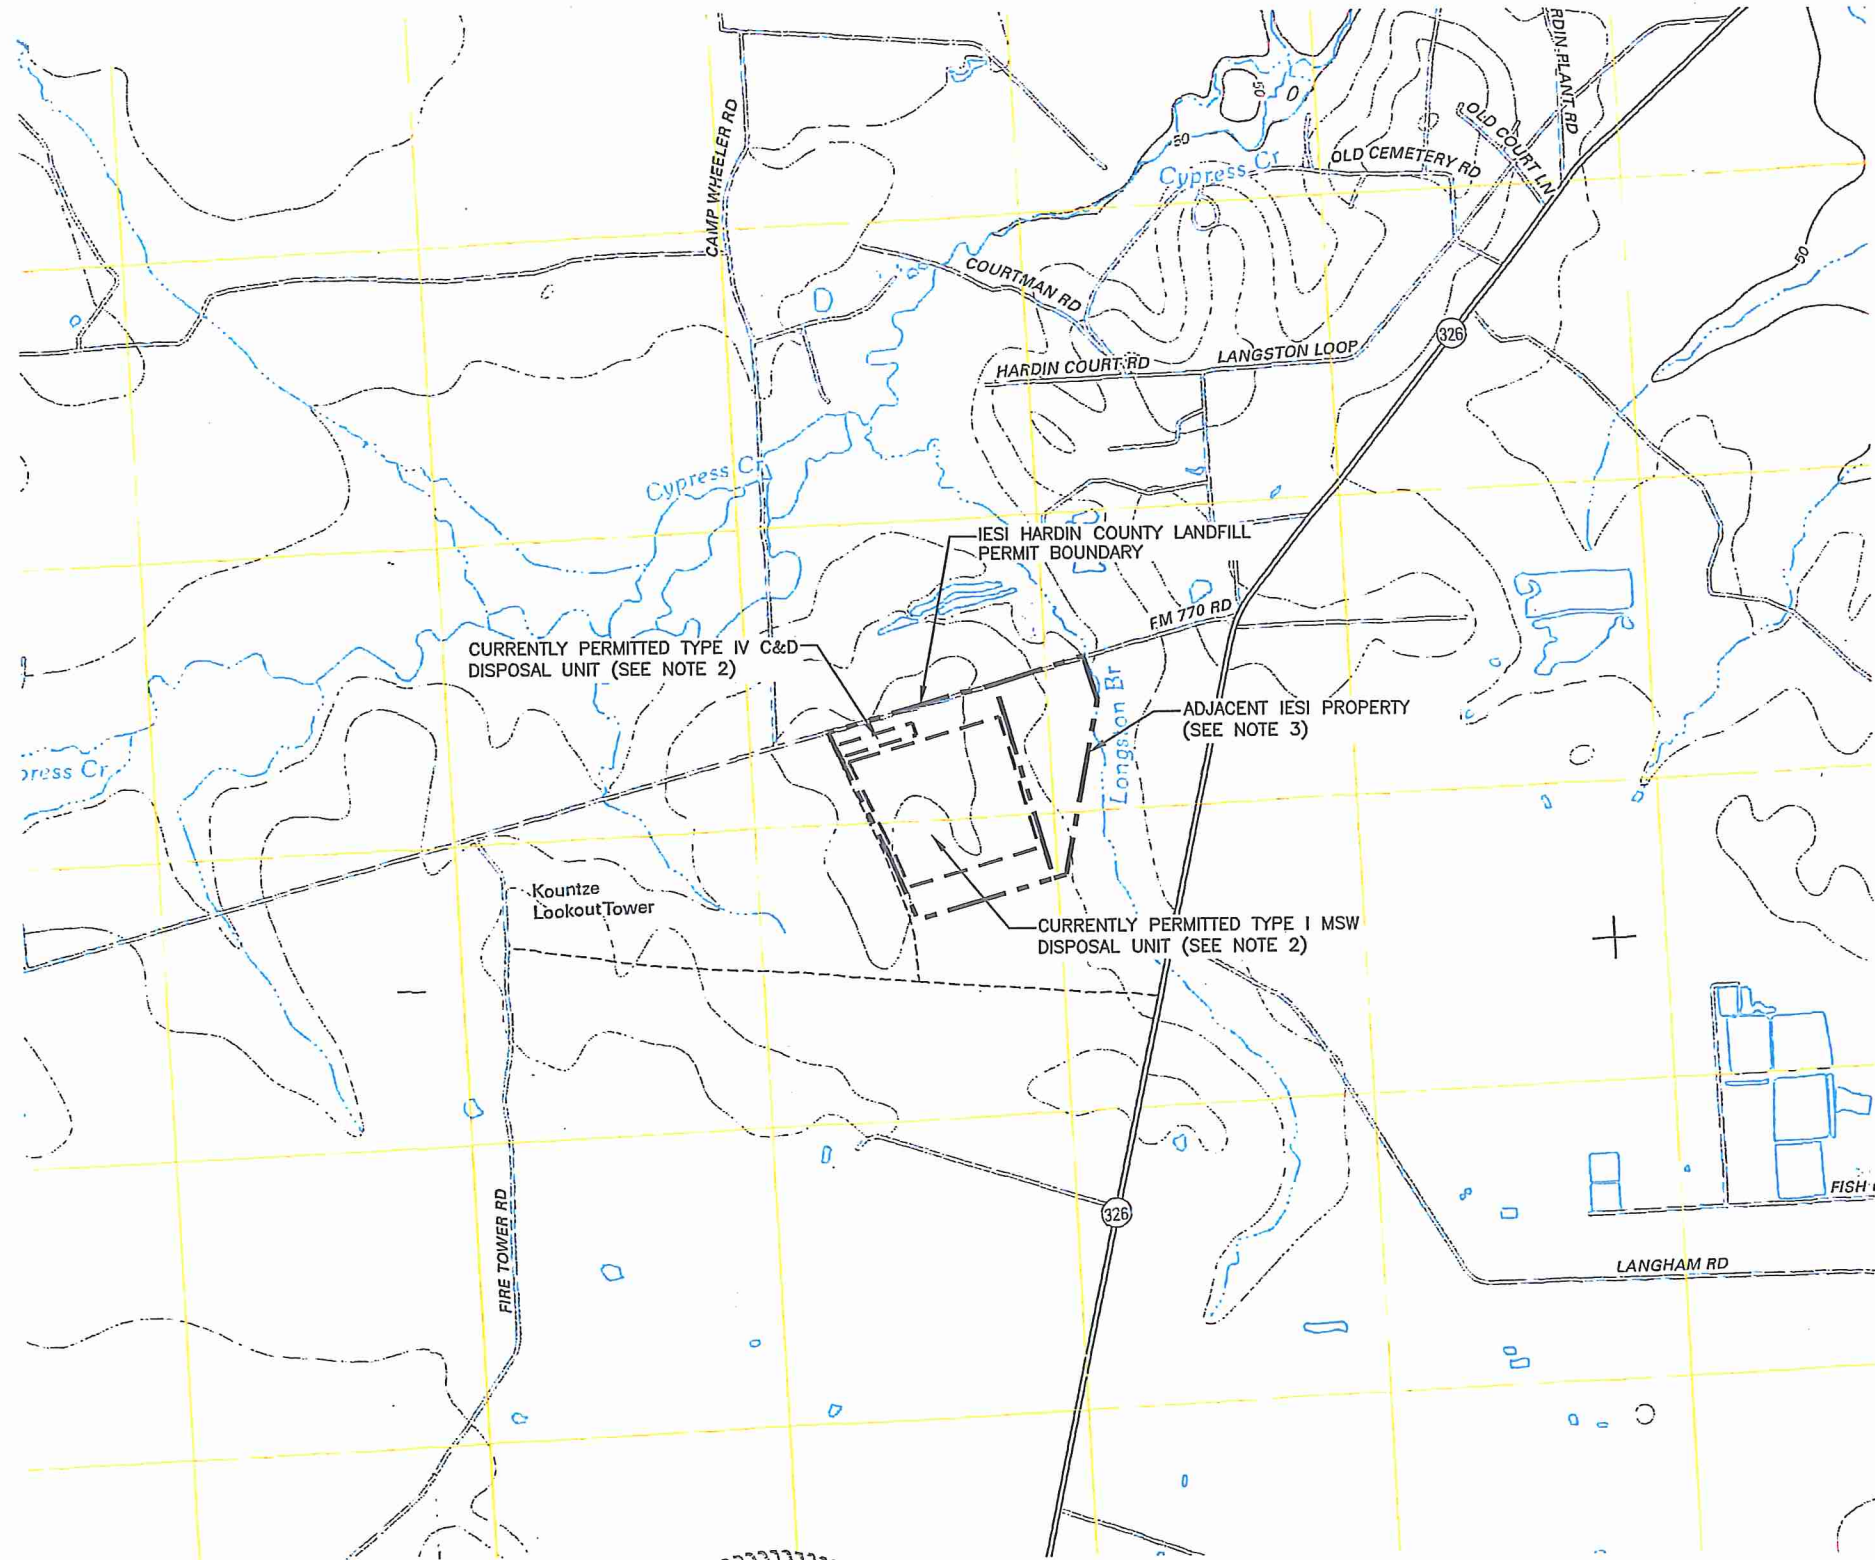 CAMP WHEELER RD
50
0
50
RDIN PLANT RD
OLD COURT LN
OLD CEMETERY RD
Cypress Cr
50
COURTMAN RD
326
LANGSTON LOOP
HARDIN COURT RD
Cypress Cr
IESI HARDIN COUNTY LANDFILL
PERMIT BOUNDARY
FM 770 RD
CURRENTLY PERMITTED TYPE IV C&D
DISPOSAL UNIT (SEE NOTE 2)
ADJACENT IESI PROPERTY
(SEE NOTE 3)
Longston Br
press Cr
Kountze
Lookout Tower
CURRENTLY PERMITTED TYPE I MSW
DISPOSAL UNIT (SEE NOTE 2)
FISH
326
FIRE TOWER RD
LANGHAM RD